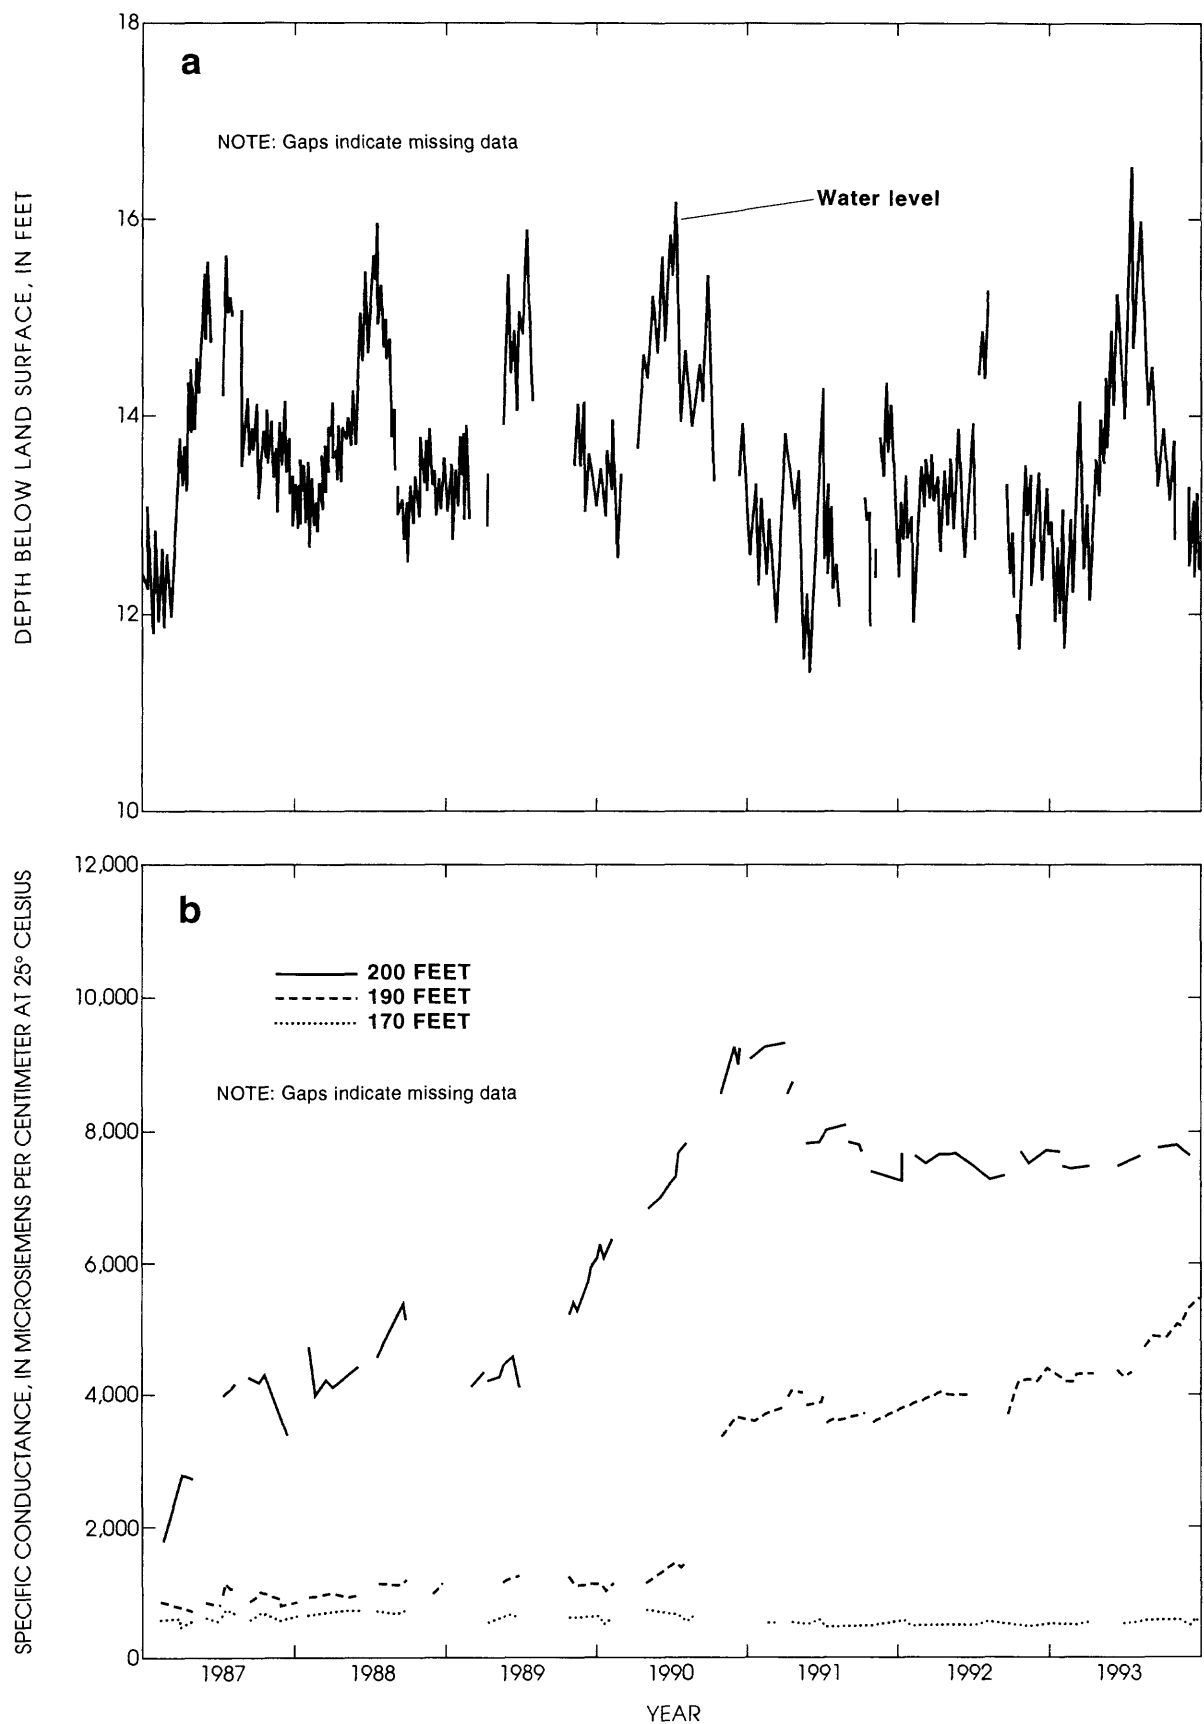 18
a
NOTE: Gaps indicate missing data
Water level
16
14
12
10
DEPTH BELOW LAND SURFACE, IN FEET
12,000
b
200 FEET
190 FEET
170 FEET
10,000
NOTE: Gaps indicate missing data
8,000
6,000
4,000
2,000
0
SPECIFIC CONDUCTANCE, IN MICROSIEMENS PER CENTIMETER AT 25° CELSIUS
1987 1988 1989 1990 1991 1992 1993
YEAR